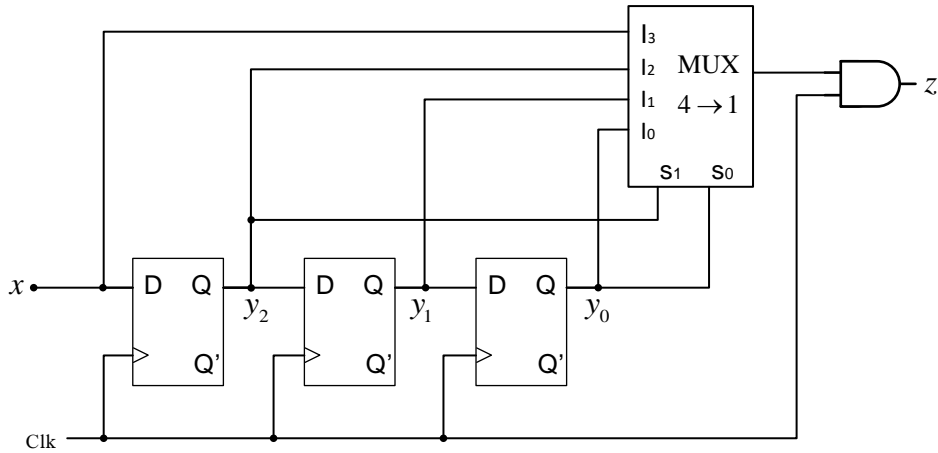 I3
I2
MUX
I1
4 → 1
I0
z
S1 S0
x
D Q
D Q
D Q
y2
y1
y0
Q'
Q'
Q'
Clk